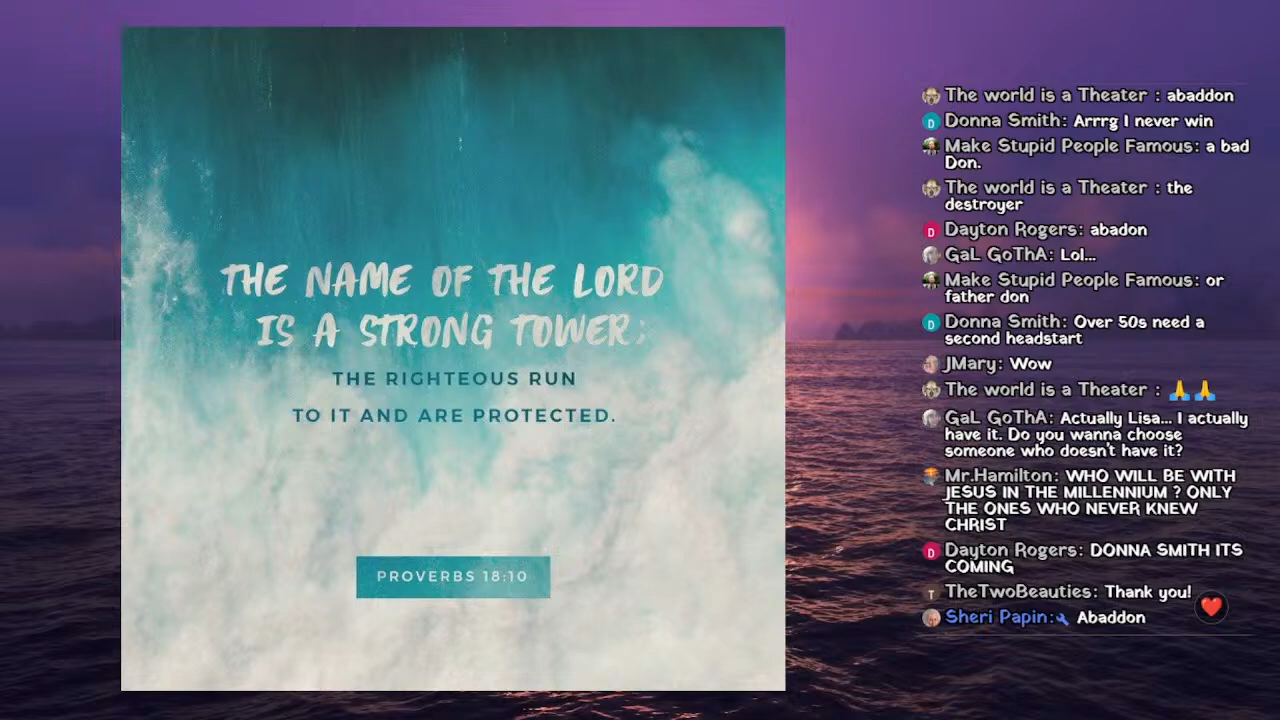 THE NAME OF THE LORD
IS A STRONG TOWER;
THE RIGHTEOUS RUN
TO IT AND ARE PROTECTED.
PROVERBS 18:10
The world is a Theater : abaddon
D Donna Smith: Arrrg I never win
Make Stupid People Famous: a bad
Don.
The world is a Theater : the
destroyer
D Dayton Rogers: abadon
GaL GoThA: Lol...
Make Stupid People Famous: or
father don
D Donna Smith: Over 50s need a
second headstart
JMary: Wow
The world is a Theater : 🙏🙏
GaL GoThA: Actually Lisa... I actually
have it. Do you wanna choose
someone who doesn't have it?
Mr.Hamilton: WHO WILL BE WITH
JESUS IN THE MILLENNIUM ? ONLY
THE ONES WHO NEVER KNEW
CHRIST
D Dayton Rogers: DONNA SMITH ITS
COMING
T TheTwoBeauties: Thank you!
Sheri Papin: Abaddon